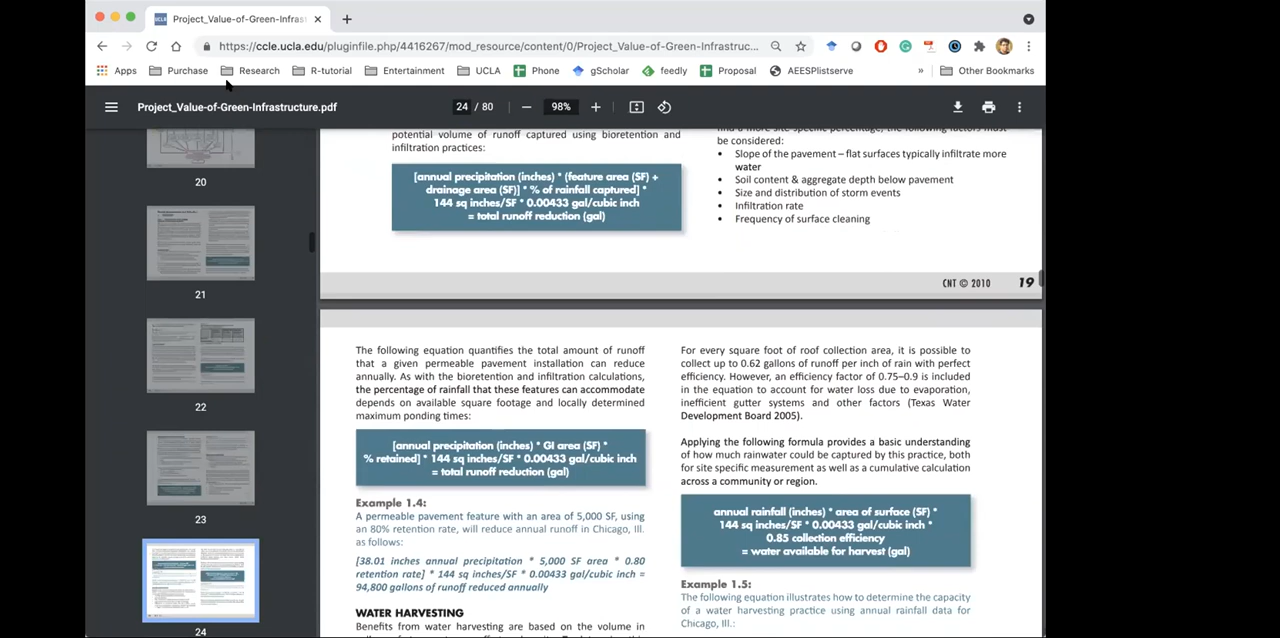 UCLA
Project_Value-of-Green-Infras
https://ccle.ucla.edu/pluginfile.php/4416267/mod_resource/content/0/Project_Value-of-Green-Infrastruc...
Apps
Purchase
Research
R-tutorial
Entertainment
UCLA
Phone
gScholar
feedly
Proposal
AEESPlistserve
»
Other Bookmarks
Project_Value-of-Green-Infrastructure.pdf
24 / 80
98%
20
21
22
23
24
potential volume of runoff captured using bioretention and
infiltration practices:
[annual precipitation (inches) * (feature area (SF) +
drainage area (SF)] * % of rainfall captured] *
144 sq inches/SF * 0.00433 gal/cubic inch
= total runoff reduction (gal)
find a more site-specific percentage, the following factors must
be considered:
• Slope of the pavement – flat surfaces typically infiltrate more
water
• Soil content & aggregate depth below pavement
• Size and distribution of storm events
• Infiltration rate
• Frequency of surface cleaning
CNT © 2010 19
The following equation quantifies the total amount of runoff
that a given permeable pavement installation can reduce
annually. As with the bioretention and infiltration calculations,
the percentage of rainfall that these features can accommodate
depends on available square footage and locally determined
maximum ponding times:
[annual precipitation (inches) * GI area (SF) *
% retained] * 144 sq inches/SF * 0.00433 gal/cubic inch
= total runoff reduction (gal)
Example 1.4:
A permeable pavement feature with an area of 5,000 SF, using
an 80% retention rate, will reduce annual runoff in Chicago, Ill.
as follows:
[38.01 inches annual precipitation * 5,000 SF area * 0.80
retention rate] * 144 sq inches/SF * 0.00433 gal/cubic inch =
94,800 gallons of runoff reduced annually
WATER HARVESTING
Benefits from water harvesting are based on the volume in
For every square foot of roof collection area, it is possible to
collect up to 0.62 gallons of runoff per inch of rain with perfect
efficiency. However, an efficiency factor of 0.75–0.9 is included
in the equation to account for water loss due to evaporation,
inefficient gutter systems and other factors (Texas Water
Development Board 2005).
Applying the following formula provides a basic understanding
of how much rainwater could be captured by this practice, both
for site specific measurement as well as a cumulative calculation
across a community or region.
annual rainfall (inches) * area of surface (SF) *
144 sq inches/SF * 0.00433 gal/cubic inch *
0.85 collection efficiency
= water available for harvest (gal)
Example 1.5:
The following equation illustrates how to determine the capacity
of a water harvesting practice using annual rainfall data for
Chicago, Ill.: